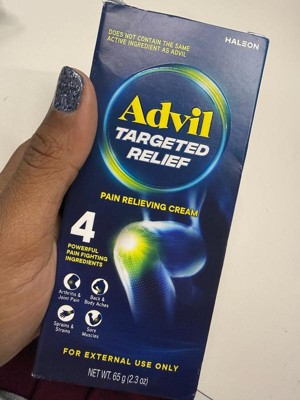 DOES NOT CONTAIN THE SAME
ACTIVE INGREDIENT AS ADVIL
HALEON
Advil
TARGETED
RELIEF
PAIN RELIEVING CREAM
4
POWERFUL
PAIN FIGHTING
INGREDIENTS
Arthritis &
Joint Pain
Back &
Body Aches
Sprains &
Strains
Sore
Muscles
FOR EXTERNAL USE ONLY
NET WT. 65 g (2.3 oz)